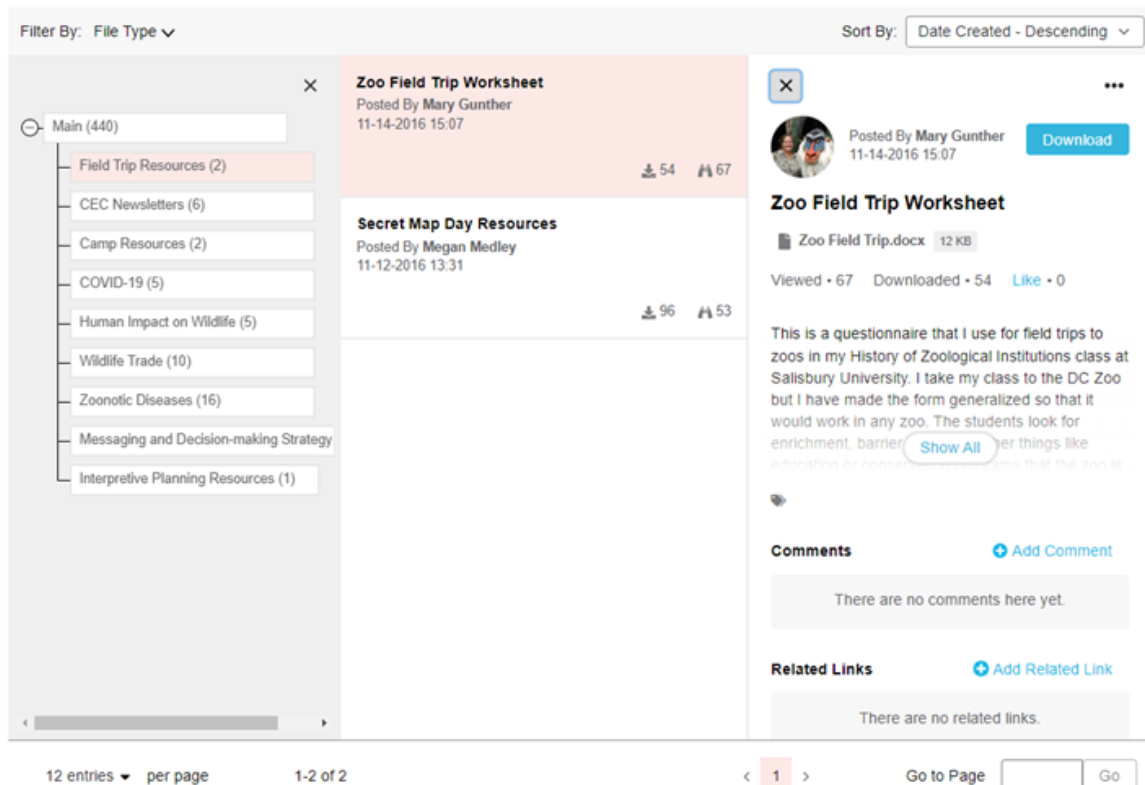 Filter By: File Type
Sort By: Date Created - Descending
Main (440)
Field Trip Resources (2)
CEC Newsletters (6)
Camp Resources (2)
COVID-19 (5)
Human Impact on Wildlife (5)
Wildlife Trade (10)
Zoonotic Diseases (16)
Messaging and Decision-making Strategy
Interpretive Planning Resources (1)
Zoo Field Trip Worksheet
Posted By Mary Gunther
11-14-2016 15:07
54 67
Secret Map Day Resources
Posted By Megan Medley
11-12-2016 13:31
96 53
Posted By Mary Gunther
11-14-2016 15:07
Download
Zoo Field Trip Worksheet
Zoo Field Trip.docx 12 KB
Viewed • 67 Downloaded • 54 Like • 0
This is a questionnaire that I use for field trips to
zoos in my History of Zoological Institutions class at
Salisbury University. I take my class to the DC Zoo
but I have made the form generalized so that it
would work in any zoo. The students look for
enrichment, things like
Show All
education or that the zoo is
Comments Add Comment
There are no comments here yet.
Related Links Add Related Link
There are no related links.
12 entries per page 1-2 of 2 < 1 > Go to Page Go